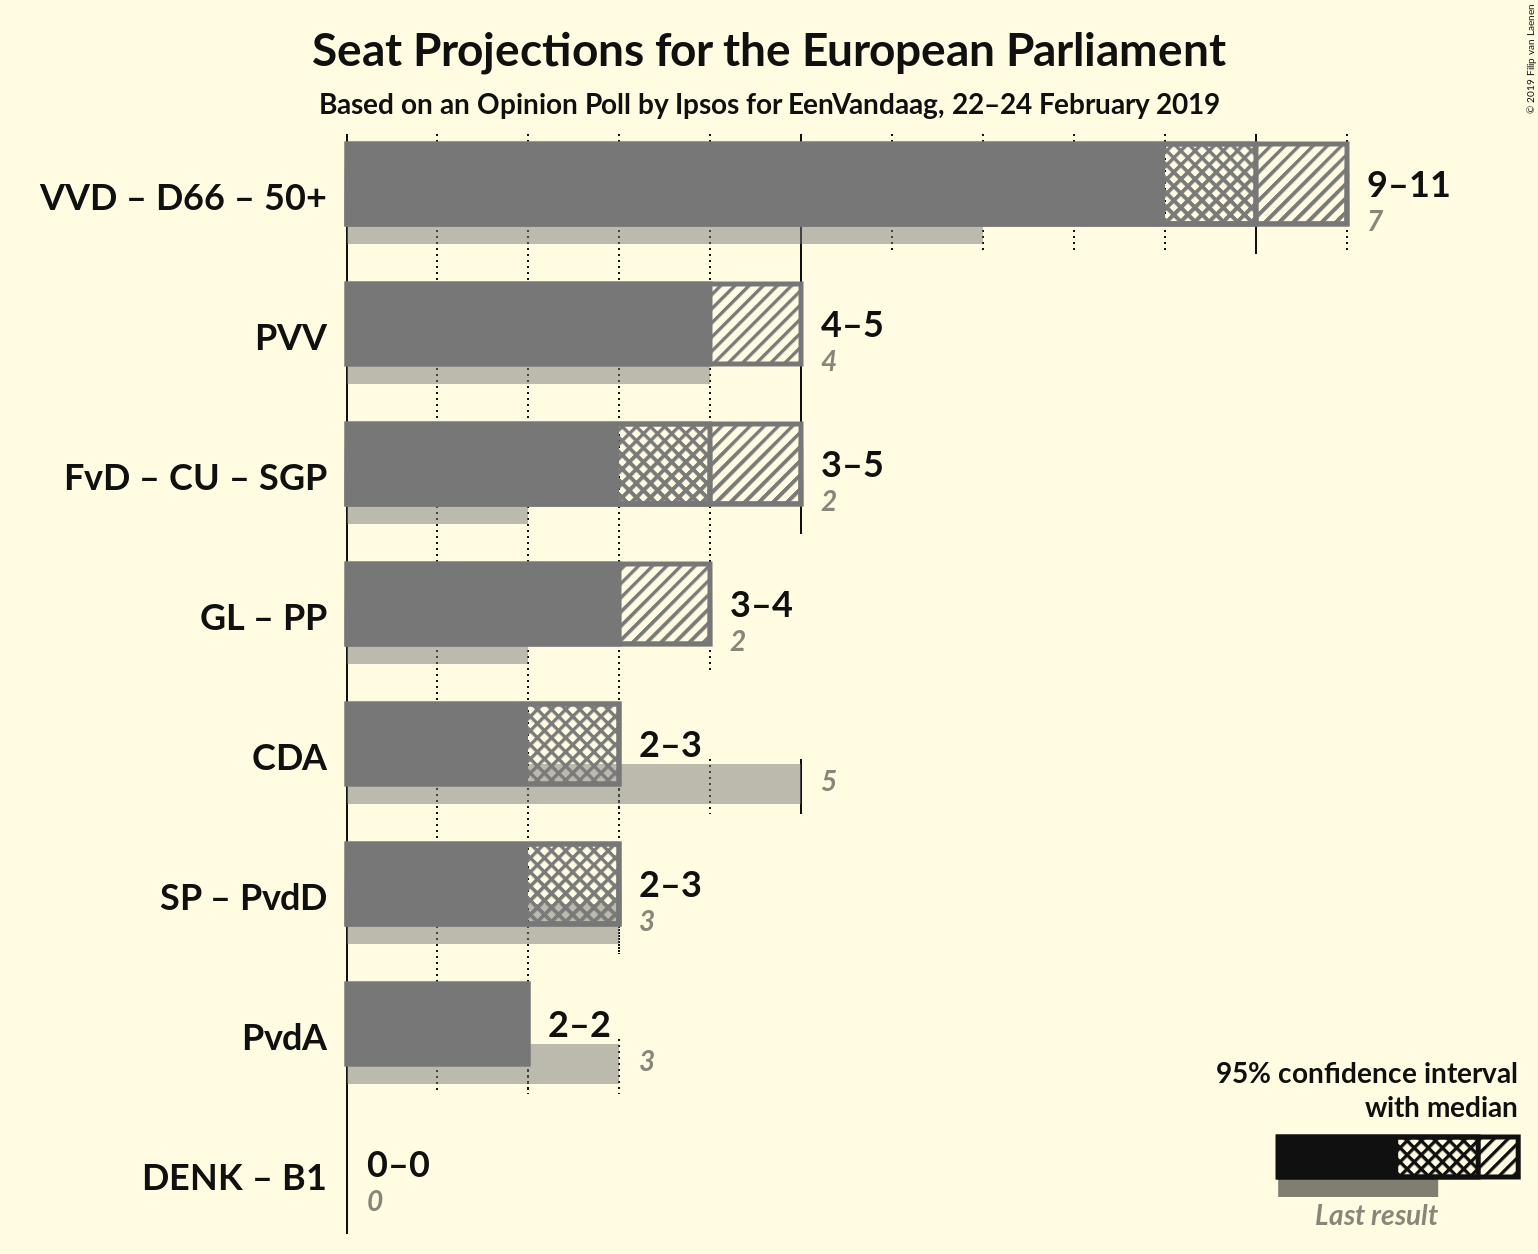 Seat Projections for the European Parliament
Based on an Opinion Poll by Ipsos for EenVandaag, 22–24 February 2019
© 2019 Filip van Laenen
VVD – D66 – 50+
9–11
7
PVV
4–5
4
FvD – CU – SGP
3–5
2
GL – PP
3–4
2
CDA
2–3
5
SP – PvdD
2–3
3
PvdA
2–2
3
DENK – B1
0–0
0
95% confidence interval
with median
Last result